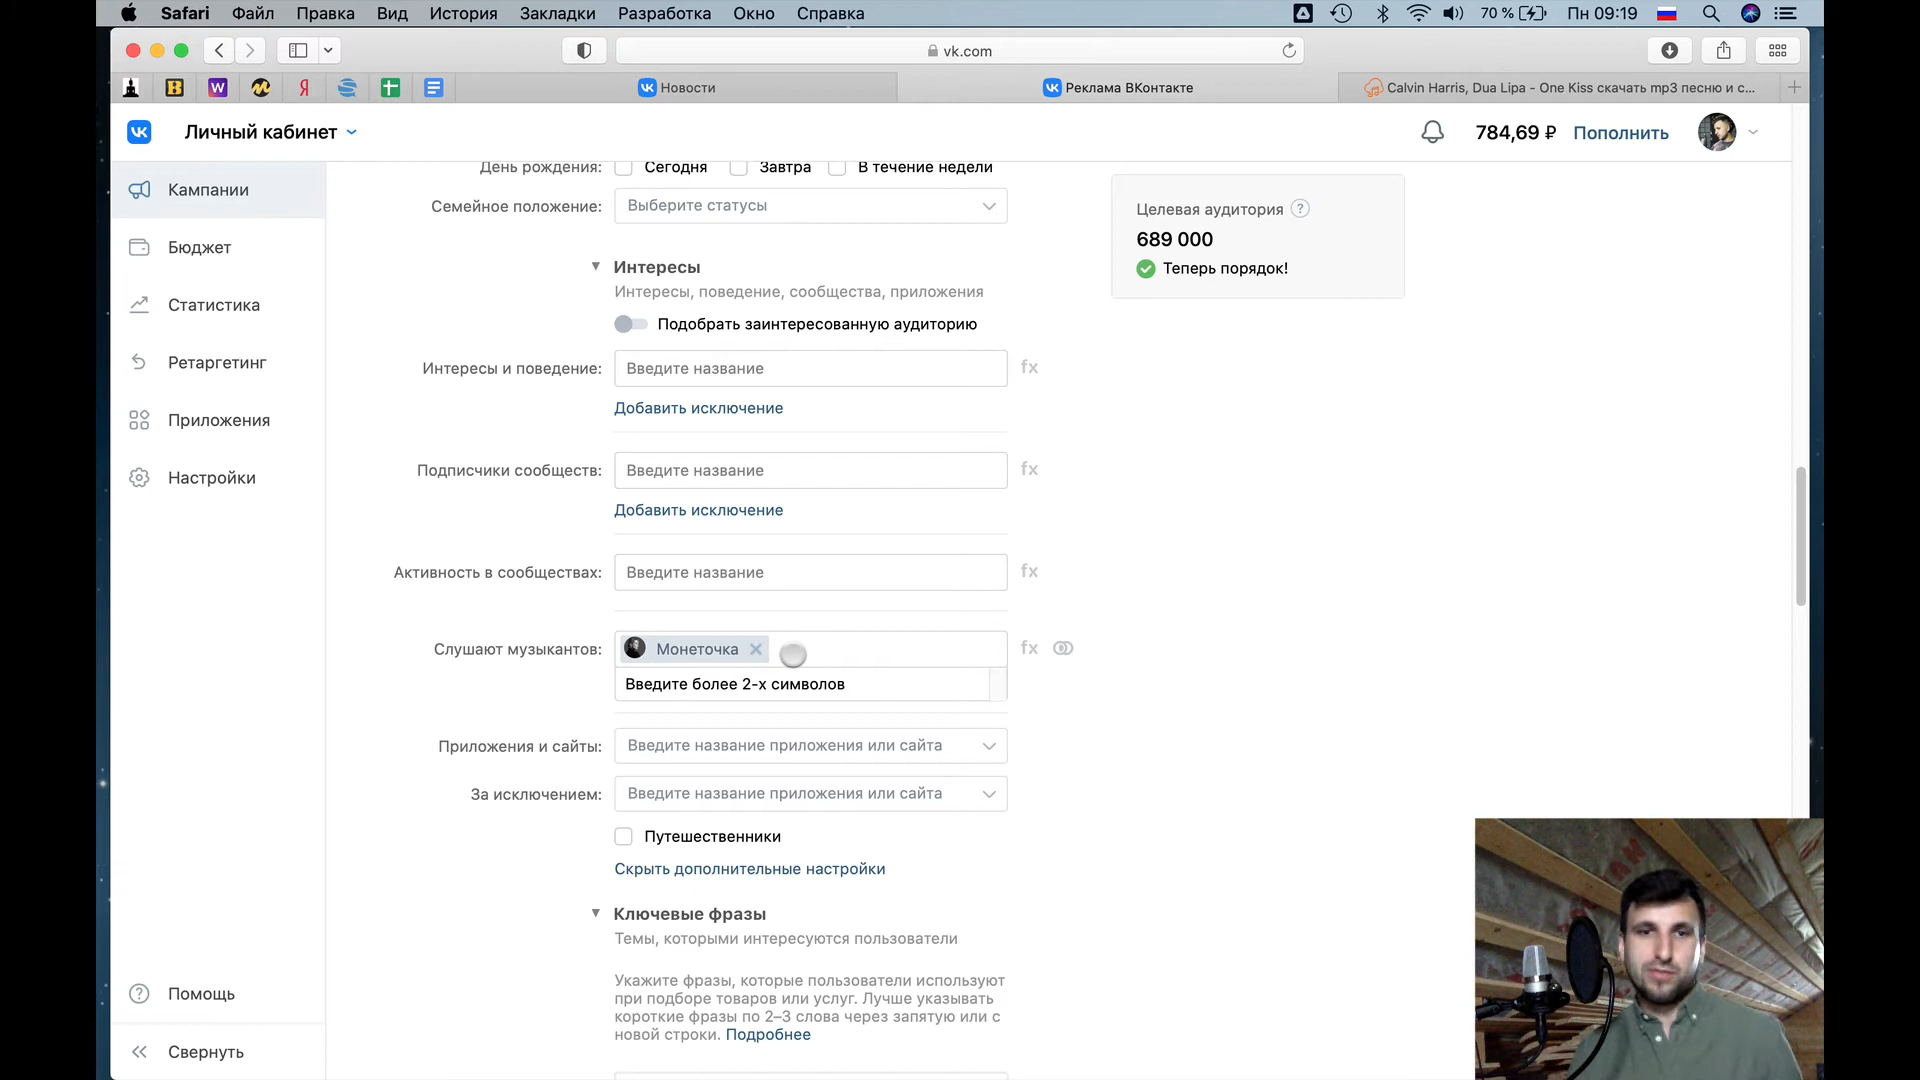 Safari Файл Правка Вид История Закладки Разработка Окно Справка 70 % Пн 09:19
vk.com
B W Я Новости Реклама ВКонтакте Calvin Harris, Dua Lipa - One Kiss скачать mp3 песню и с...
Личный кабинет 784,69 ₽ Пополнить
День рождения: Сегодня Завтра В течение недели
Кампании
Семейное положение: Выберите статусы
Целевая аудитория ?
689 000
Теперь порядок!
Бюджет
Интересы
Интересы, поведение, сообщества, приложения
Статистика
Подобрать заинтересованную аудиторию
Ретаргетинг
Интересы и поведение: Введите название fx
Добавить исключение
Приложения
Подписчики сообществ: Введите название fx
Настройки
Добавить исключение
Активность в сообществах: Введите название fx
Слушают музыкантов: Монеточка fx
Введите более 2-х символов
Приложения и сайты: Введите название приложения или сайта
За исключением: Введите название приложения или сайта
Путешественники
Скрыть дополнительные настройки
Ключевые фразы
Темы, которыми интересуются пользователи
Укажите фразы, которые пользователи используют
при подборе товаров или услуг. Лучше указывать
короткие фразы по 2–3 слова через запятую или с
новой строки. Подробнее
Помощь
Свернуть